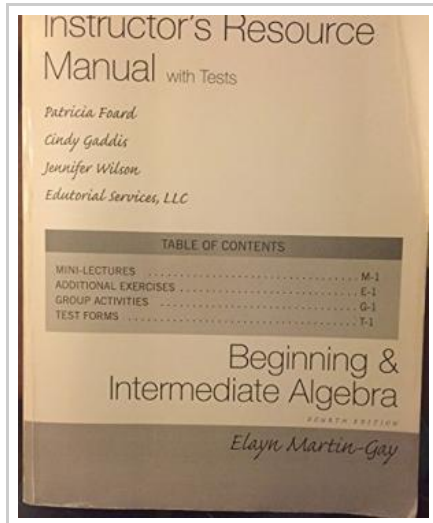 Instructor's Resource
Manual with Tests
Patricia Foard
Cindy Gaddis
Jennifer Wilson
Edutorial Services, LLC
TABLE OF CONTENTS
MINI-LECTURES . . . . . . . . . . . . . . . . . . . . . . . . . . . . . . . . M-1
ADDITIONAL EXERCISES . . . . . . . . . . . . . . . . . . . . . . . . . . . E-1
GROUP ACTIVITIES . . . . . . . . . . . . . . . . . . . . . . . . . . . . . . G-1
TEST FORMS . . . . . . . . . . . . . . . . . . . . . . . . . . . . . . . . . . . T-1
Beginning &
Intermediate Algebra
FOURTH EDITION
Elayn Martin-Gay